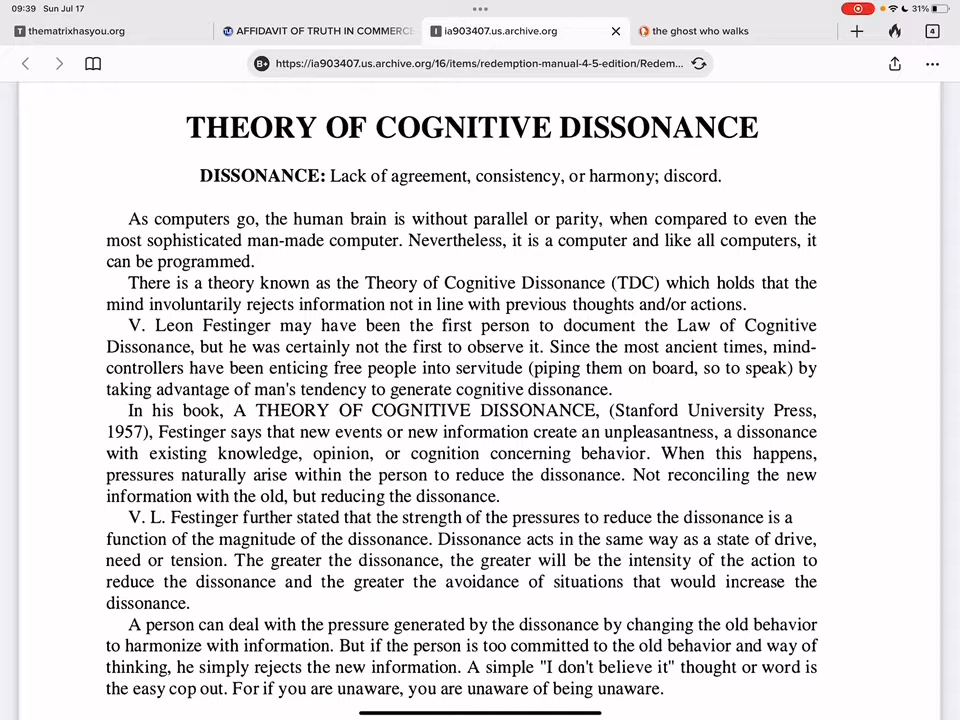 09:39 Sun Jul 17
31%
thematrixhasyou.org
AFFIDAVIT OF TRUTH IN COMMERC
ia903407.us.archive.org
the ghost who walks
4
https://ia903407.us.archive.org/16/items/redemption-manual-4-5-edition/Redem...
THEORY OF COGNITIVE DISSONANCE
DISSONANCE: Lack of agreement, consistency, or harmony; discord.
As computers go, the human brain is without parallel or parity, when compared to even the
most sophisticated man-made computer. Nevertheless, it is a computer and like all computers, it
can be programmed.
There is a theory known as the Theory of Cognitive Dissonance (TDC) which holds that the
mind involuntarily rejects information not in line with previous thoughts and/or actions.
V. Leon Festinger may have been the first person to document the Law of Cognitive
Dissonance, but he was certainly not the first to observe it. Since the most ancient times, mind-
controllers have been enticing free people into servitude (piping them on board, so to speak) by
taking advantage of man's tendency to generate cognitive dissonance.
In his book, A THEORY OF COGNITIVE DISSONANCE, (Stanford University Press,
1957), Festinger says that new events or new information create an unpleasantness, a dissonance
with existing knowledge, opinion, or cognition concerning behavior. When this happens,
pressures naturally arise within the person to reduce the dissonance. Not reconciling the new
information with the old, but reducing the dissonance.
V. L. Festinger further stated that the strength of the pressures to reduce the dissonance is a
function of the magnitude of the dissonance. Dissonance acts in the same way as a state of drive,
need or tension. The greater the dissonance, the greater will be the intensity of the action to
reduce the dissonance and the greater the avoidance of situations that would increase the
dissonance.
A person can deal with the pressure generated by the dissonance by changing the old behavior
to harmonize with information. But if the person is too committed to the old behavior and way of
thinking, he simply rejects the new information. A simple "I don't believe it" thought or word is
the easy cop out. For if you are unaware, you are unaware of being unaware.